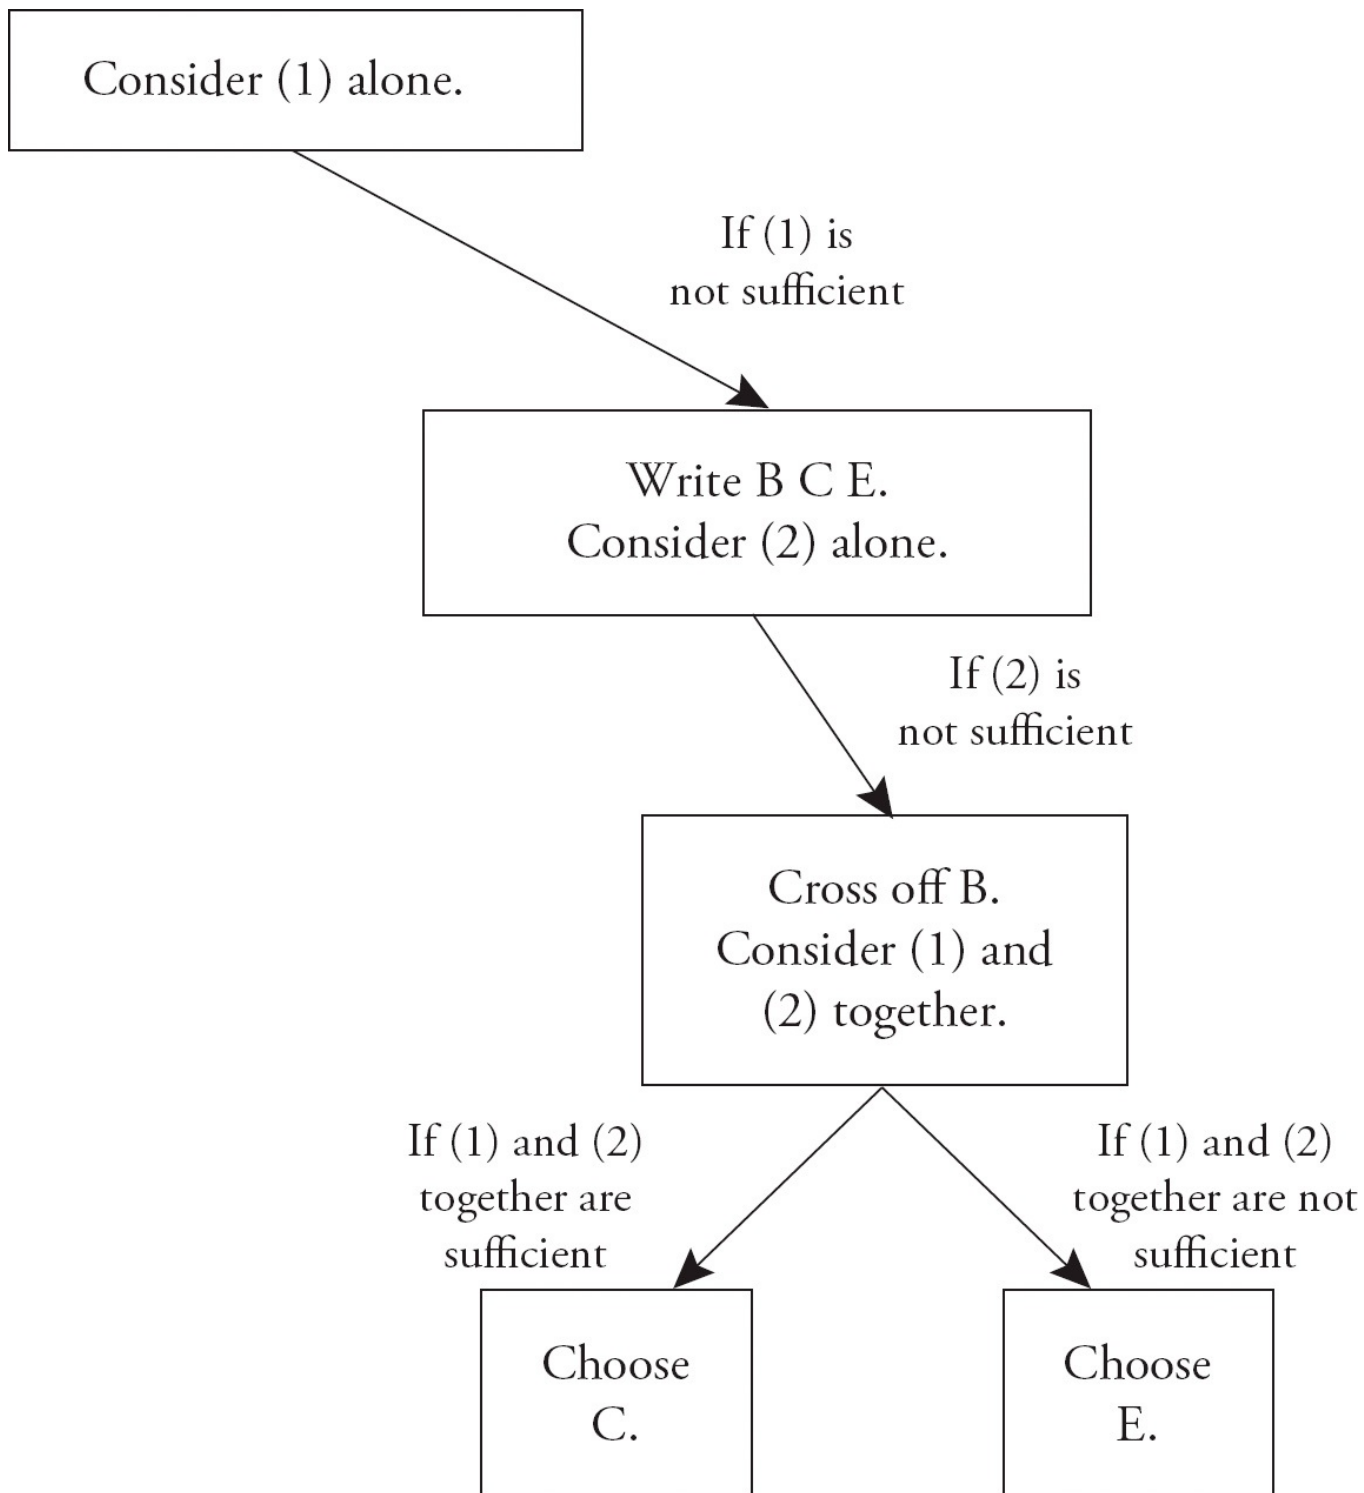 Consider (1) alone.
If (1) is
not sufficient
Write B C E.
Consider (2) alone.
If (2) is
not sufficient
Cross off B.
Consider (1) and
(2) together.
If (1) and (2)
together are
sufficient
If (1) and (2)
together are not
sufficient
Choose
C.
Choose
E.